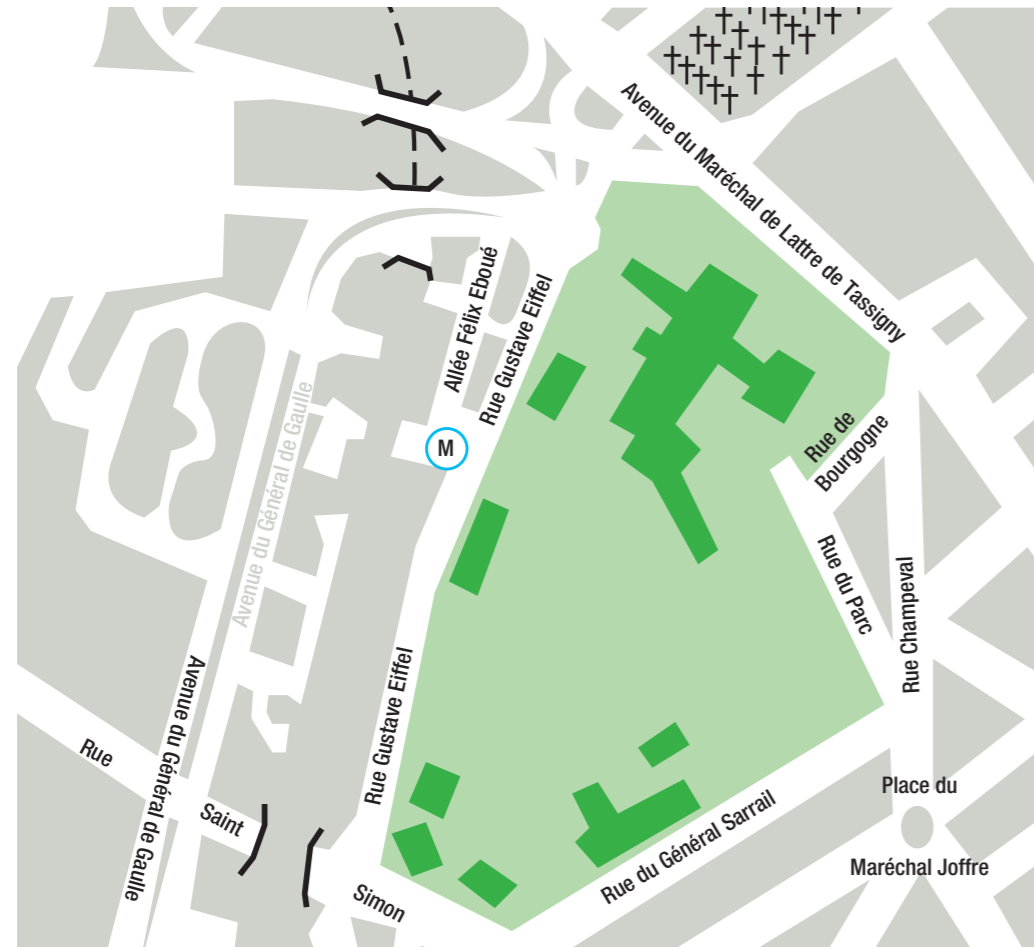 Avenue du Maréchal de Lattre de Tassigny
Allée Félix Eboué
Rue Gustave Eiffel
Avenue du Général de Gaulle
M
Rue de
Bourgogne
Rue du Parc
Rue Champeval
Avenue du Général de Gaulle
Rue Gustave Eiffel
Rue
Saint
Simon
Rue du Général Sarrail
Place du
Maréchal Joffre